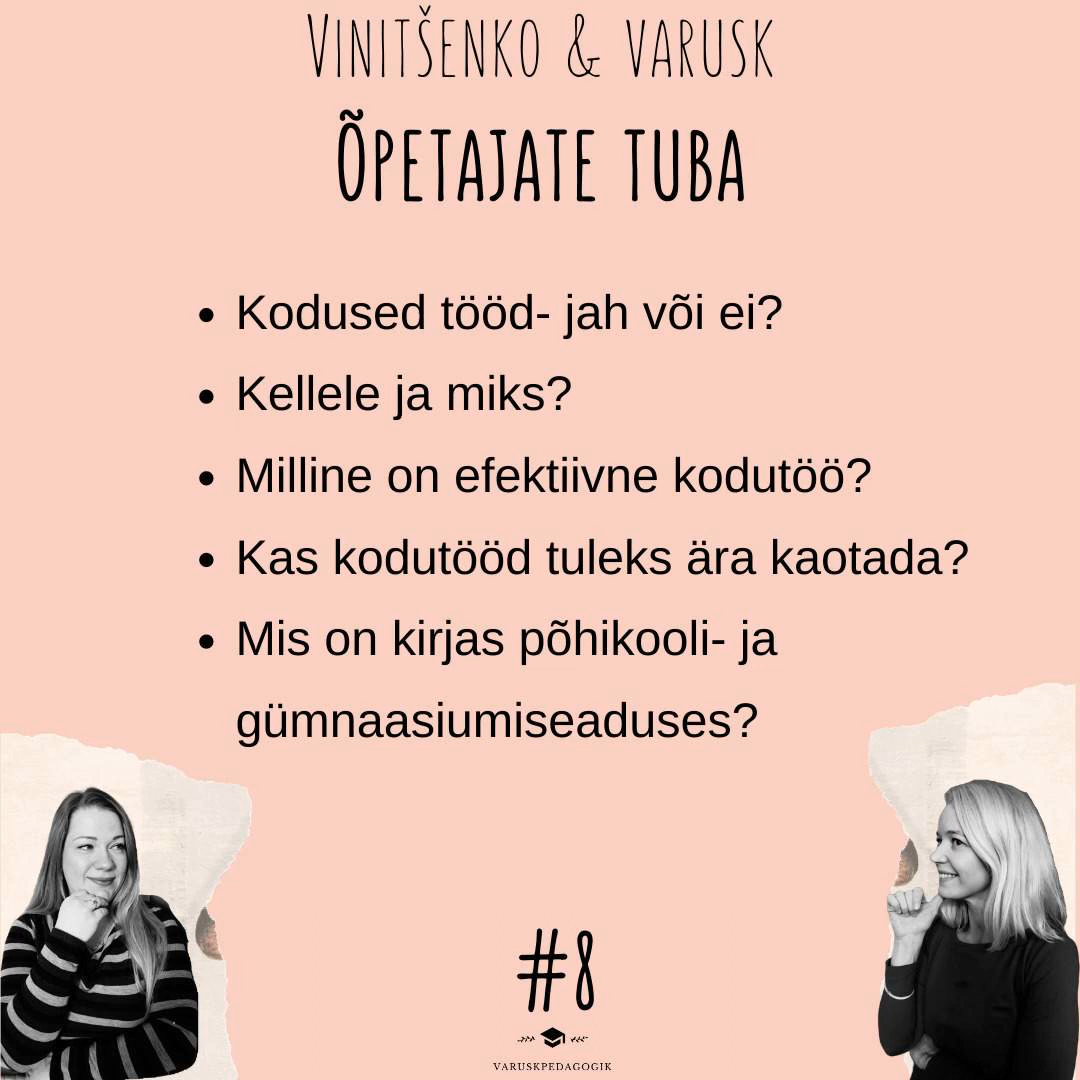 VINITŠENKO & VARUSK
ÕPETAJATE TUBA
• Kodused tööd- jah või ei?
• Kellele ja miks?
• Milline on efektiivne kodutöö?
• Kas kodutööd tuleks ära kaotada?
• Mis on kirjas põhikooli- ja
gümnaasiumiseaduses?
#8
VARUSKPEDAGOGIK